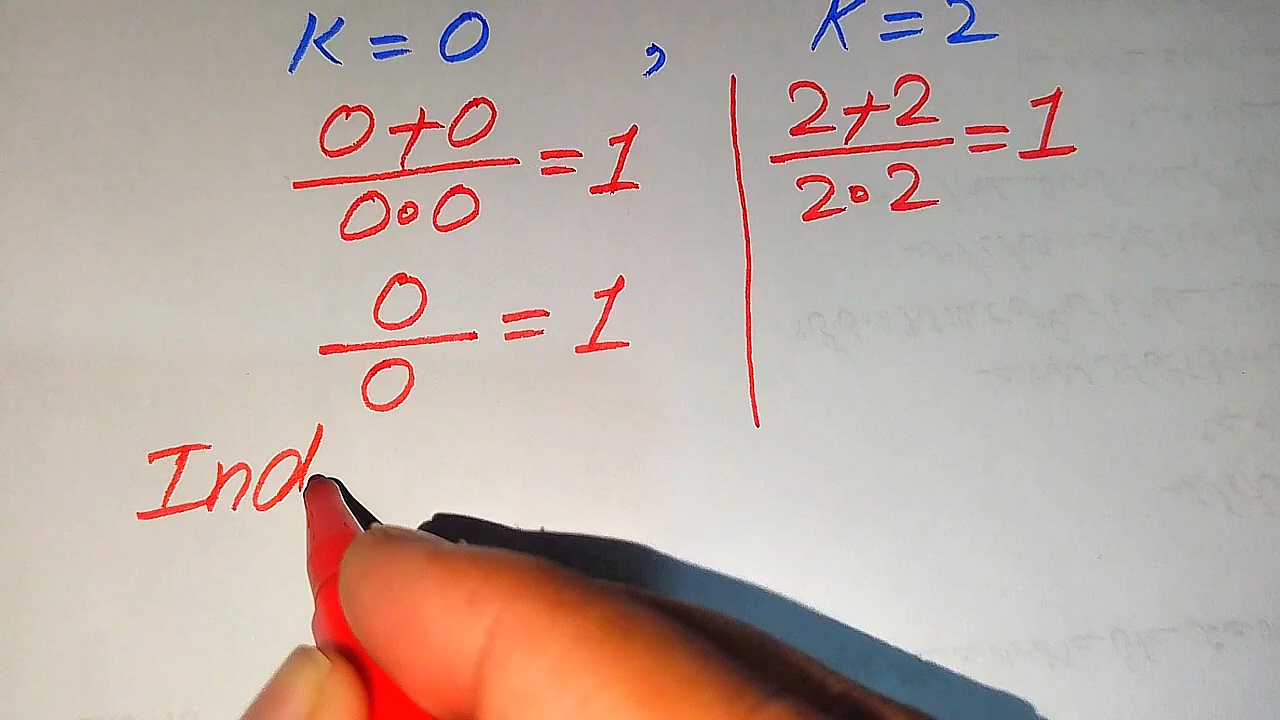 K = 0 , K = 2
0+0/0∘0 = 1 | 2+2/2∘2 = 1
0/0 = 1
Ind